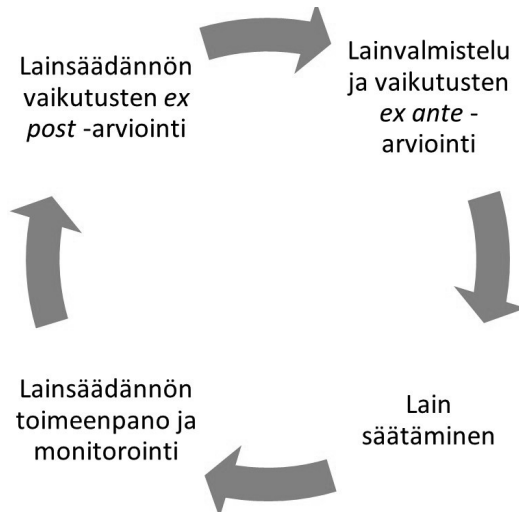 Lainsäädännön
vaikutusten ex
post -arviointi
Lainvalmistelu
ja vaikutusten
ex ante -
arviointi
Lainsäädännön
toimeenpano ja
monitorointi
Lain
säätäminen